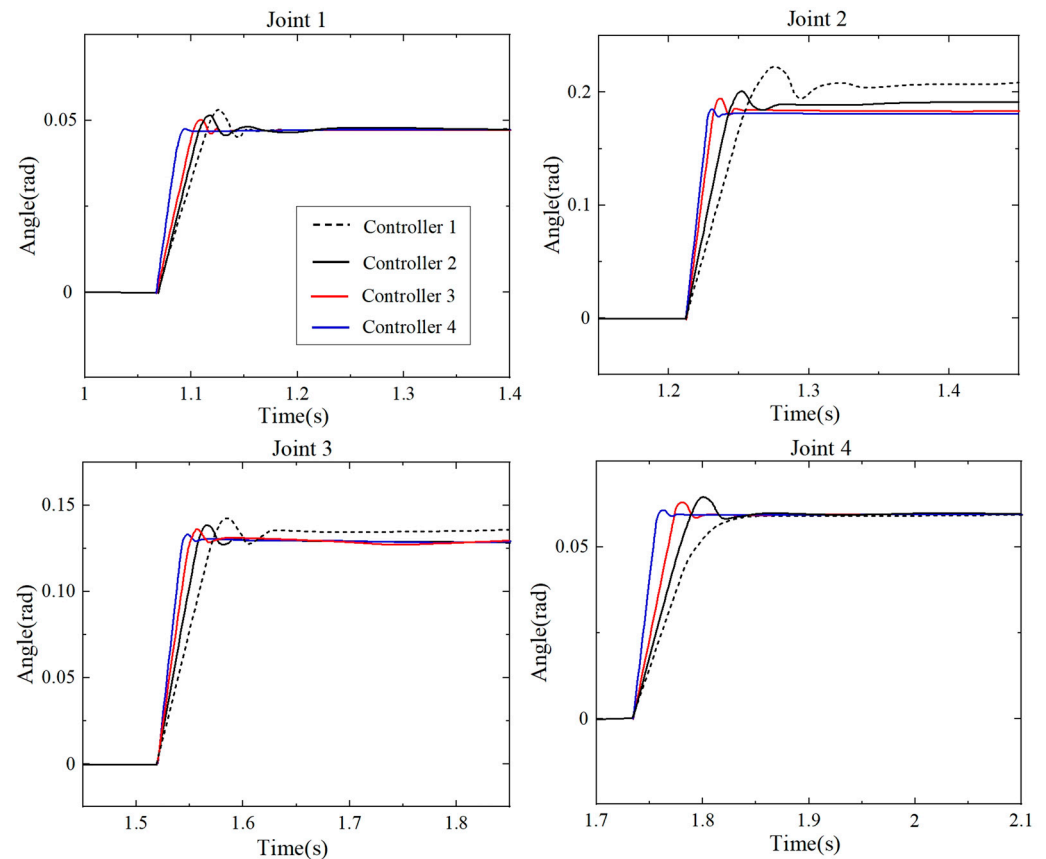 Joint 1
Angle(rad)
0.05
0
Controller 1
Controller 2
Controller 3
Controller 4
1
1.1
1.2
1.3
1.4
Time(s)
Joint 2
Angle(rad)
0.2
0.1
0
1.2
1.3
1.4
Time(s)
Joint 3
Angle(rad)
0.15
0.10
0.05
0
1.5
1.6
1.7
1.8
Time(s)
Joint 4
Angle(rad)
0.05
0
1.7
1.8
1.9
2
2.1
Time(s)